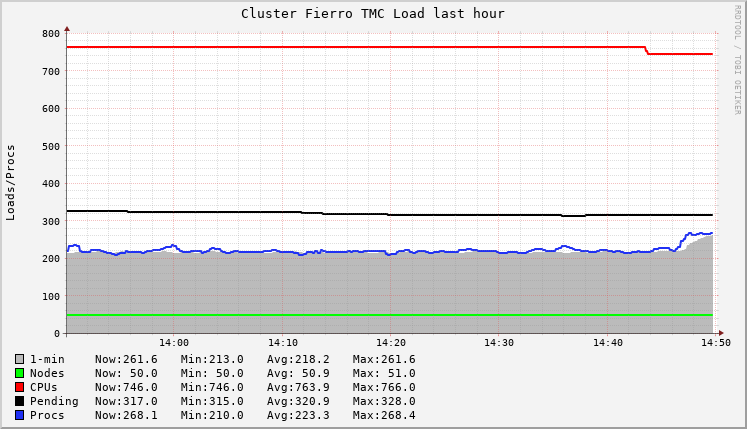 Cluster Fierro TMC Load last hour
RRDTOOL / TOBI OETIKER
Loads/Procs
800
700
600
500
400
300
200
100
0
14:00 14:10 14:20 14:30 14:40 14:50
1-min Now:261.6 Min:213.0 Avg:218.2 Max:261.6
Nodes Now: 50.0 Min: 50.0 Avg: 50.9 Max: 51.0
CPUs Now:746.0 Min:746.0 Avg:763.9 Max:766.0
Pending Now:317.0 Min:315.0 Avg:320.9 Max:328.0
Procs Now:268.1 Min:210.0 Avg:223.3 Max:268.4